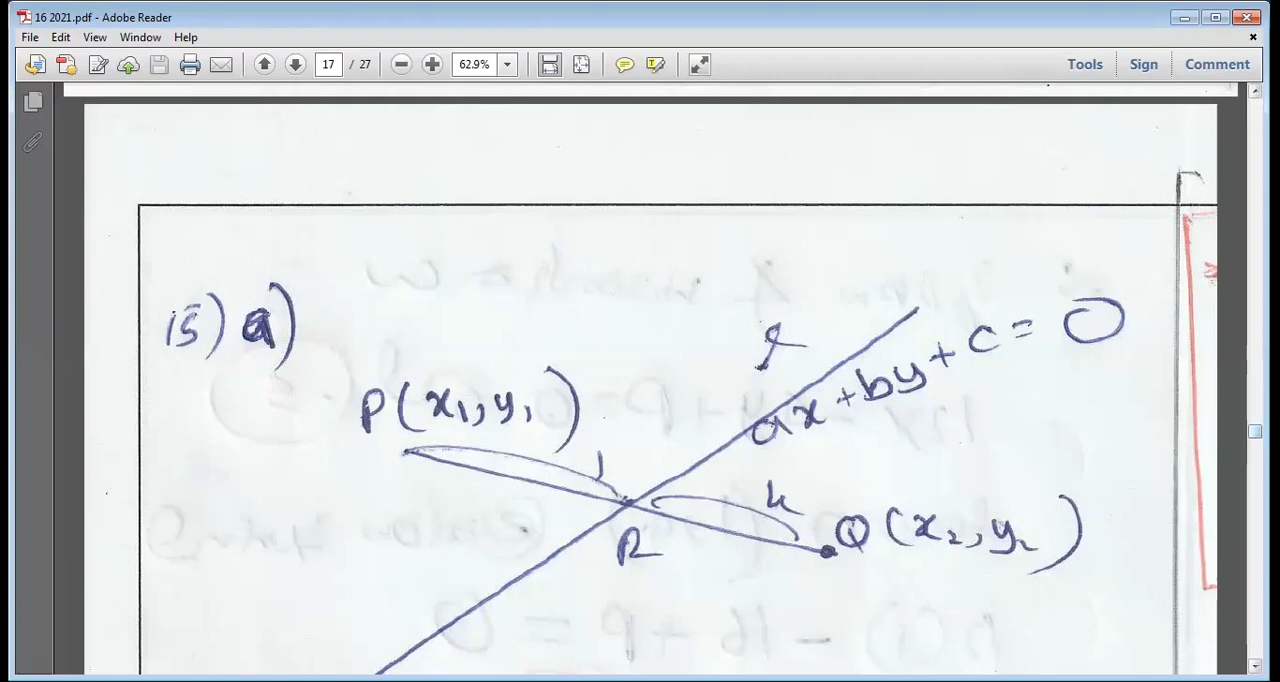 16 2021.pdf - Adobe Reader
File Edit View Window Help
17 / 27 62.9% Tools Sign Comment
15) a)
P(x₁, y₁)
ax + by + c = 0
R
Q(x₂, y₂)